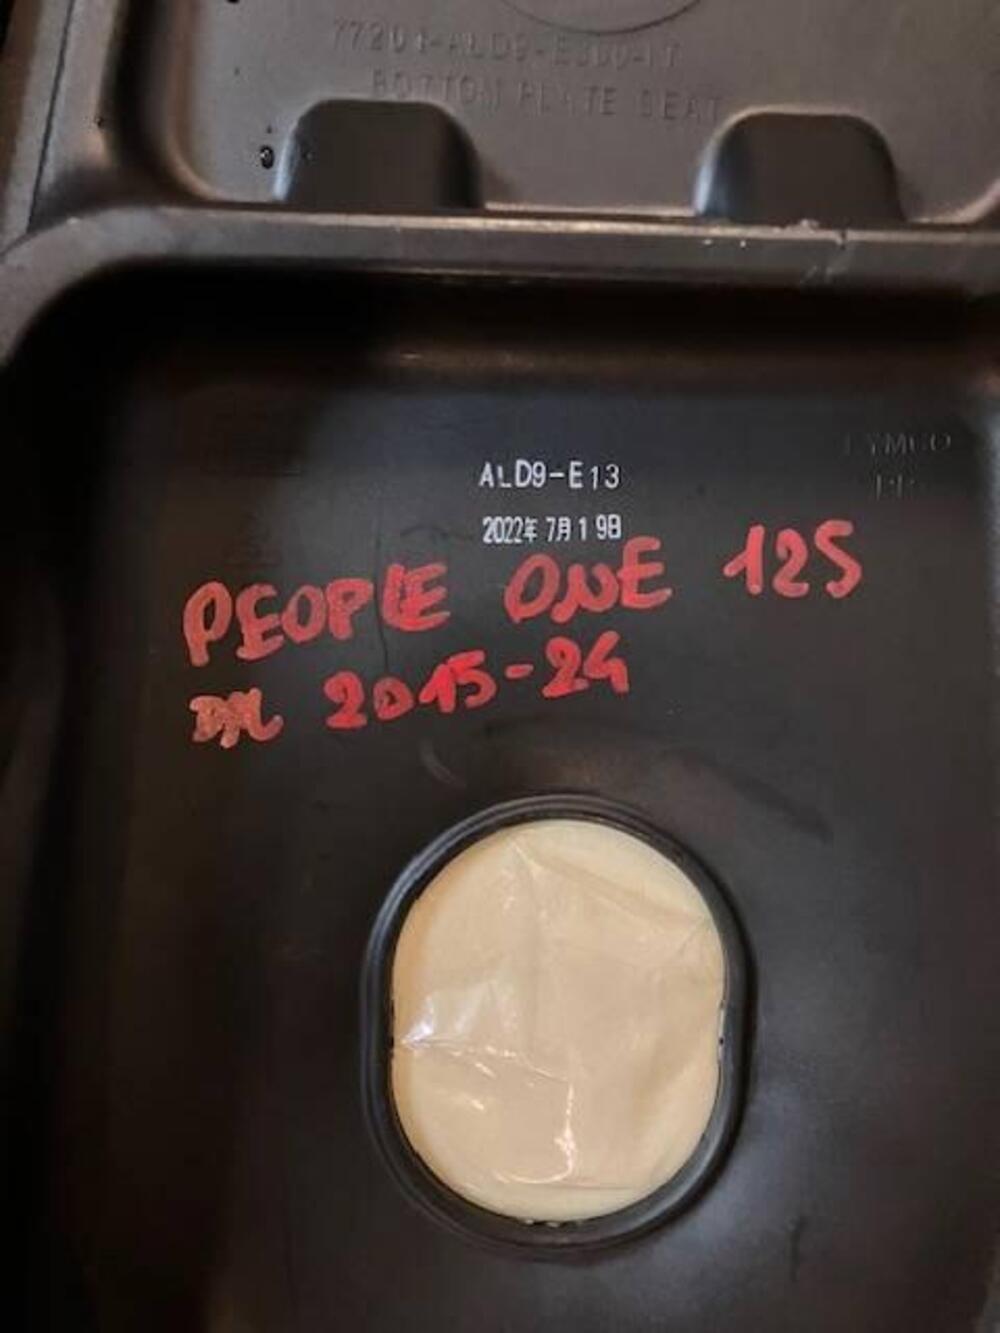 BOTTOM PLATE SEAT
ALD9-E13
2022年 7月19日
KYMCO
PEOPLE ONE 125
2015-24